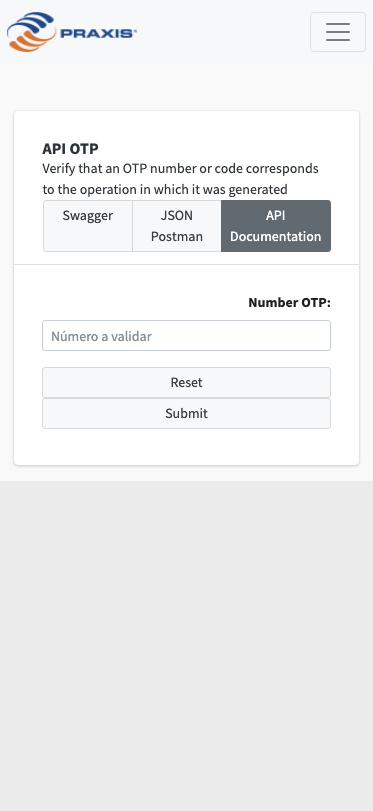 PRAXIS®
API OTP
Verify that an OTP number or code corresponds
to the operation in which it was generated
Swagger
JSON
Postman
API
Documentation
Number OTP:
Número a validar
Reset
Submit